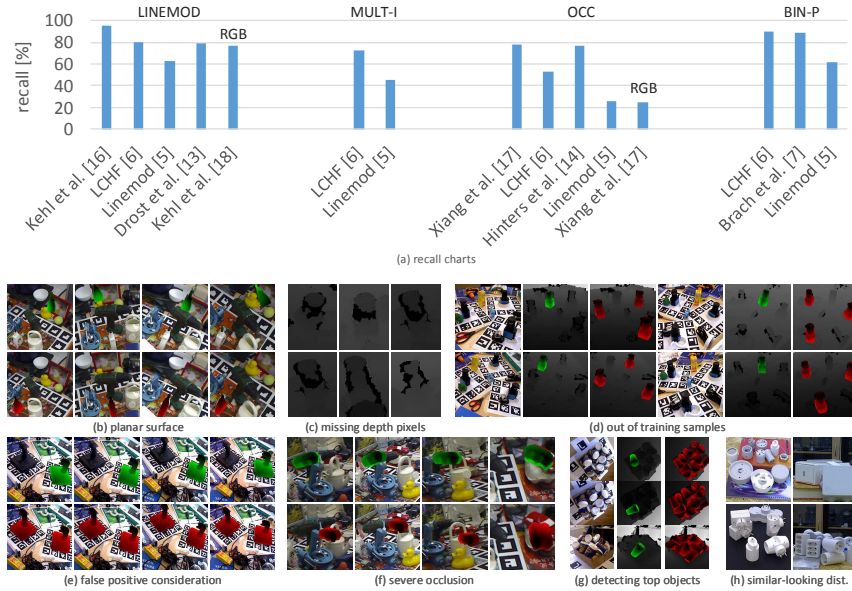 LINEMOD MULT-I OCC BIN-P
100
80
60
40
20
0
recall [%]
RGB
RGB
Kehl et al. [16]
LCHF [6]
Linemod [5]
Drost et al. [13]
Kehl et al. [18]
LCHF [6]
Linemod [5]
Xiang et al. [17]
LCHF [6]
Hinters et al. [14]
Linemod [5]
Xiang et al. [17]
LCHF [6]
Brach et al. [7]
Linemod [5]
(a) recall charts
(b) planar surface
(c) missing depth pixels
(d) out of training samples
(e) false positive consideration
(f) severe occlusion
(g) detecting top objects
(h) similar-looking dist.